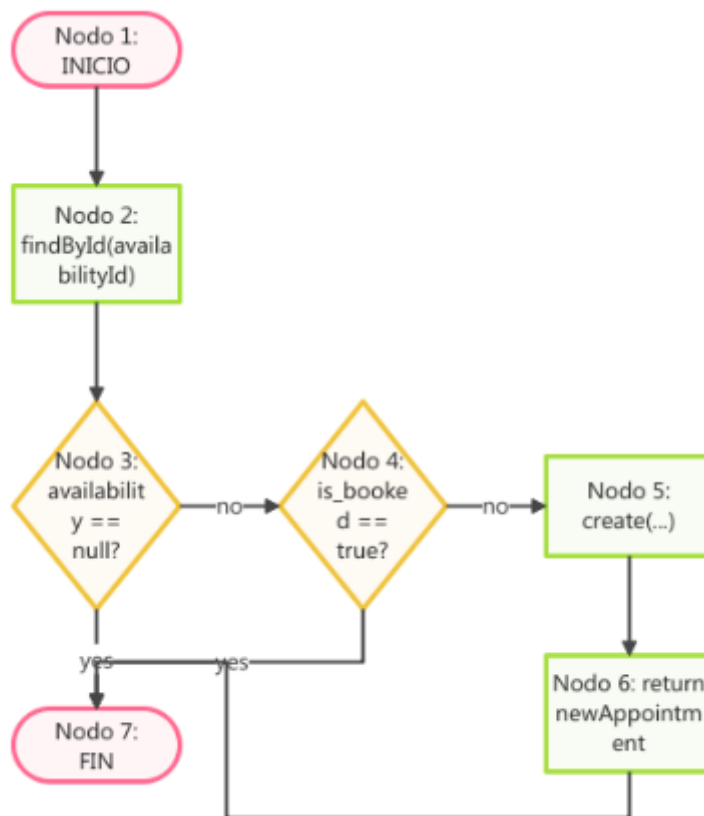 Nodo 1:
INICIO
Nodo 2:
findById(availa
bilityId)
Nodo 3:
availabilit
y ==
null?
no
Nodo 4:
is_booke
d ==
true?
no
Nodo 5:
create(...)
yes
yes
Nodo 6: return
newAppointm
ent
Nodo 7:
FIN